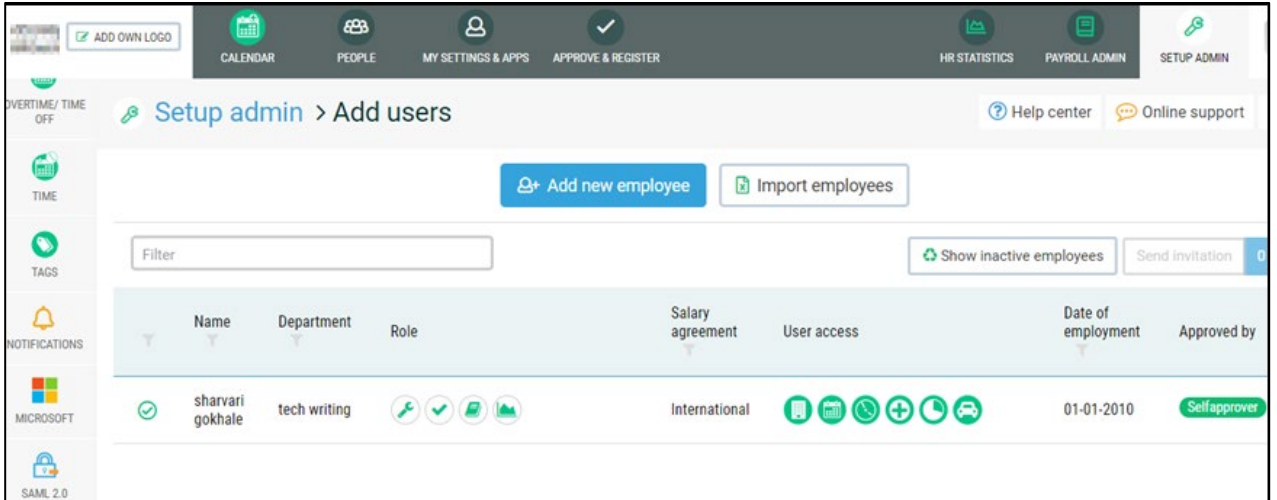 ADD OWN LOGO
CALENDAR
PEOPLE
MY SETTINGS & APPS
APPROVE & REGISTER
HR STATISTICS
PAYROLL ADMIN
SETUP ADMIN
OVERTIME/ TIME
OFF
TIME
TAGS
NOTIFICATIONS
MICROSOFT
SAML 2.0
Setup admin > Add users
Help center
Online support
Add new employee
Import employees
Filter
Show inactive employees
Send invitation
0
Name
Department
Role
Salary
agreement
User access
Date of
employment
Approved by
sharvari
gokhale
tech writing
International
01-01-2010
Selfapprover